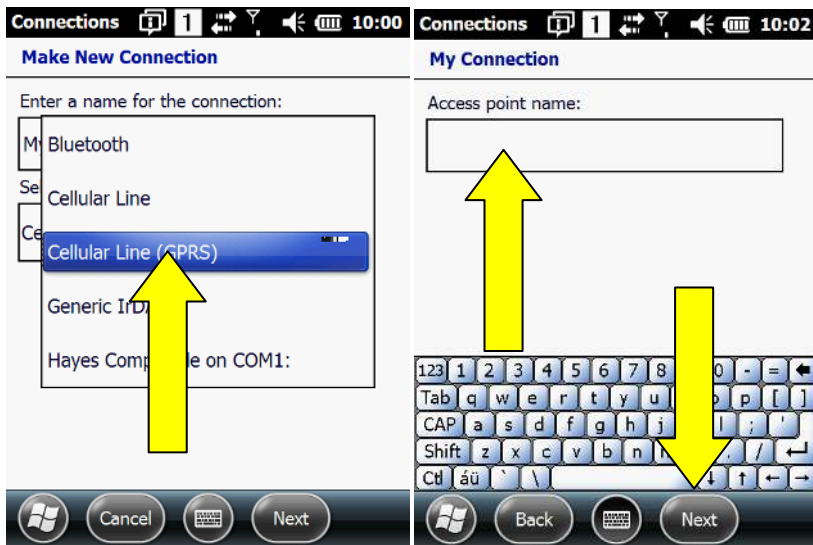 Connections 1 10:00
Make New Connection
Enter a name for the connection:
Bluetooth
Cellular Line
Cellular Line (GPRS)
Generic
Hayes on COM1:
Cancel Next
Connections 1 10:02
My Connection
Access point name:
123 1 2 3 4 5 6 7 8 0 - =
Tab q w e r t y u p [ ]
CAP a s d f g h j l ; '
Shift z x c v b n . /
Ctl áü ` \
Back Next